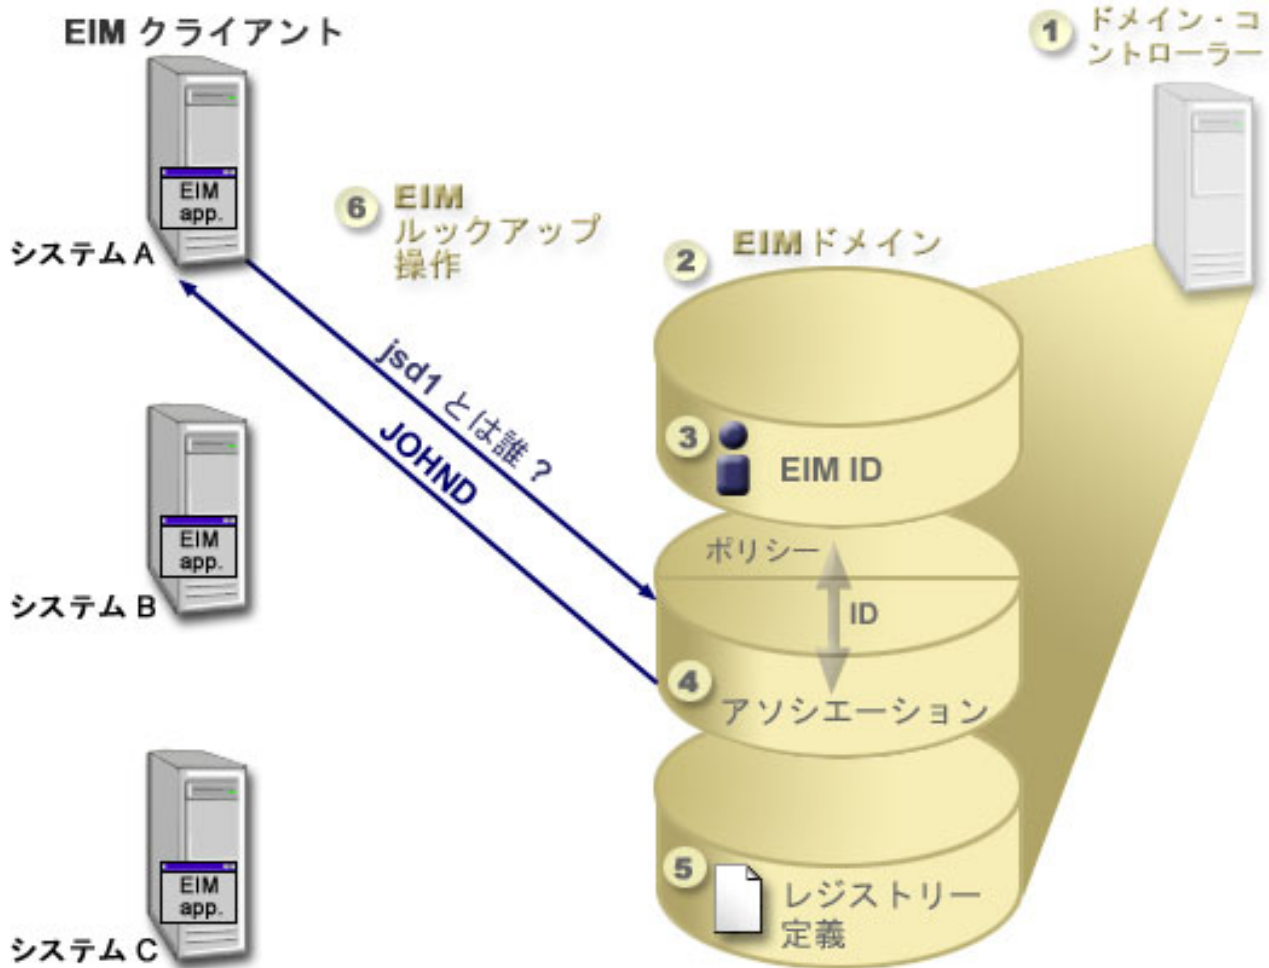 EIM クライアント
1
ドメイン・コ
ントローラー
EIM
app.
システム A
6
EIM
ルックアップ
操作
2
EIMドメイン
jsd1 とは誰？
JOHND
3
EIM ID
ポリシー
ID
EIM
app.
システム B
4
アソシエーション
5
レジストリー
定義
EIM
app.
システム C